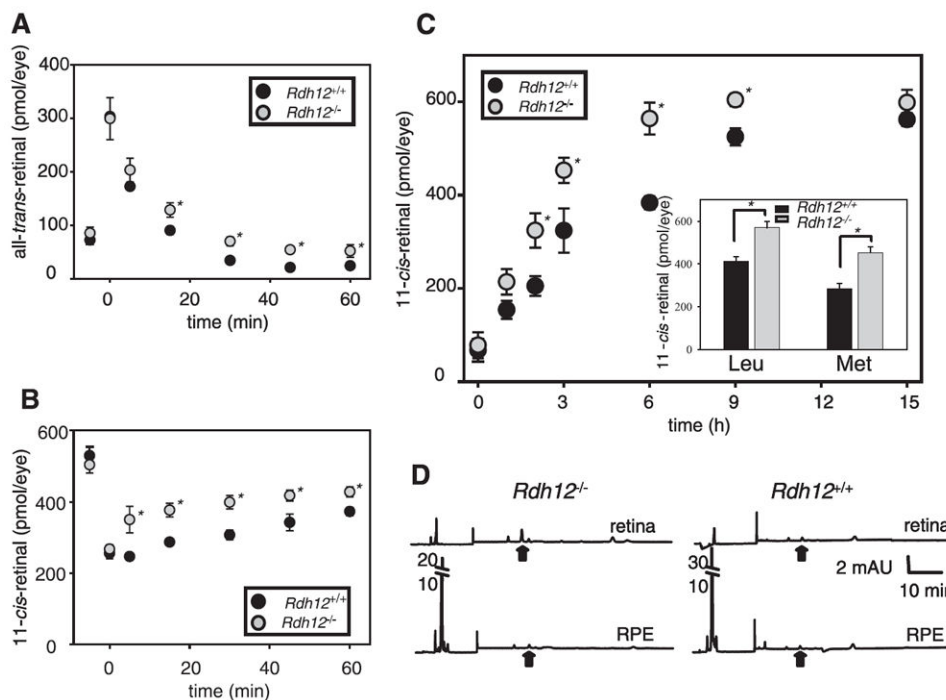 A
all-trans-retinal (pmol/eye)
400
300
200
100
0
Rdh12+/+
Rdh12-/-
*
*
*
*
0
20
40
60
time (min)
B
11-cis-retinal (pmol/eye)
600
400
200
0
*
*
*
*
*
Rdh12+/+
Rdh12-/-
0
20
40
60
time (min)
C
11-cis-retinal (pmol/eye)
600
400
200
0
Rdh12+/+
Rdh12-/-
*
*
*
*
0
3
6
9
12
15
time (h)
11-cis-retinal (pmol/eye)
600
400
200
0
Rdh12+/+
Rdh12-/-
*
*
Leu
Met
D
Rdh12-/-
Rdh12+/+
retina
retina
20
10
30
10
2 mAU
10 min
RPE
RPE